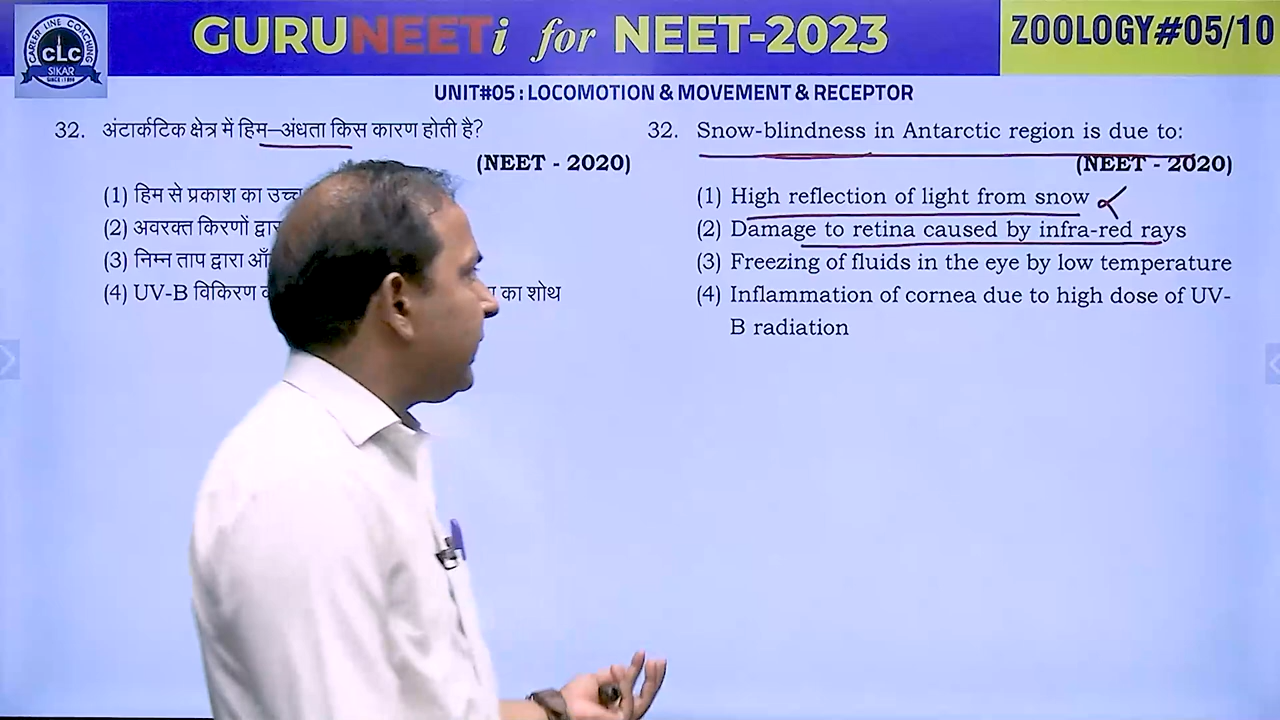 CAREER LINE COACHING
CLC
SIKAR
SINCE : 1996
GURUNEETi for NEET-2023
ZOOLOGY#05/10
UNIT#05 : LOCOMOTION & MOVEMENT & RECEPTOR
32. अंटार्कटिक क्षेत्र में हिम–अंधता किस कारण होती है?
(NEET - 2020)
(1) हिम से प्रकाश का उच्च
(2) अवरक्त किरणों
(3) निम्न ताप द्वारा
(4) UV-B विकिरण का शोथ
32. Snow-blindness in Antarctic region is due to:
(NEET - 2020)
(1) High reflection of light from snow
(2) Damage to retina caused by infra-red rays
(3) Freezing of fluids in the eye by low temperature
(4) Inflammation of cornea due to high dose of UV-
B radiation